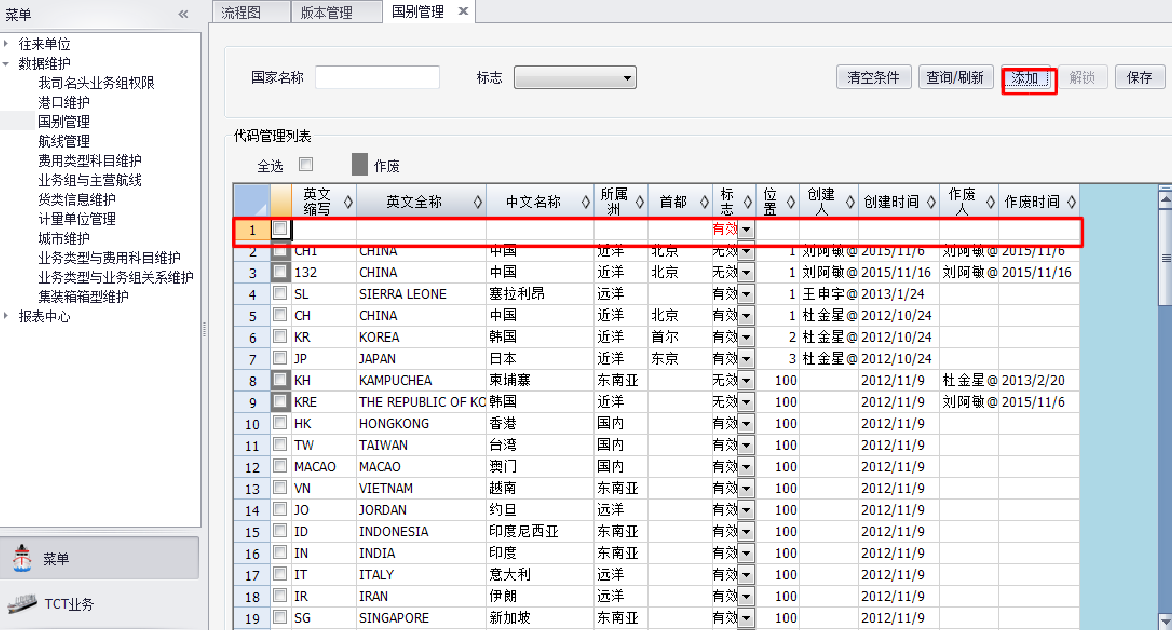 菜单
«
流程图
版本管理
国别管理
往来单位
数据维护
我司名头业务组权限
港口维护
国别管理
航线管理
费用类型科目维护
业务组与主营航线
货类信息维护
计量单位管理
城市维护
业务类型与费用科目维护
业务类型与业务组关系维护
集装箱箱型维护
报表中心
菜单
TCT业务
国家名称
标志
清空条件
查询/刷新
添加
解锁
保存
代码管理列表
全选
作废
英文缩写 英文全称 中文名称 所属洲 首都 标志 位置 创建人 创建时间 作废人 作废时间
1 有效
2 CHI CHINA 中国 近洋 北京 无效 1 刘阿敏@ 2015/11/6 刘阿敏@ 2015/11/6
3 132 CHINA 中国 近洋 北京 无效 1 刘阿敏@ 2015/11/16 刘阿敏@ 2015/11/16
4 SL SIERRA LEONE 塞拉利昂 远洋 有效 1 王申宇@ 2013/1/24
5 CH CHINA 中国 近洋 北京 有效 1 杜金星@ 2012/10/24
6 KR KOREA 韩国 近洋 首尔 有效 2 杜金星@ 2012/10/24
7 JP JAPAN 日本 近洋 东京 有效 3 杜金星@ 2012/10/24
8 KH KAMPUCHEA 柬埔寨 东南亚 无效 100 2012/11/9 杜金星@ 2013/2/20
9 KRE THE REPUBLIC OF KO 韩国 近洋 无效 100 2012/11/9 刘阿敏@ 2015/11/6
10 HK HONGKONG 香港 国内 有效 100 2012/11/9
11 TW TAIWAN 台湾 国内 有效 100 2012/11/9
12 MACAO MACAO 澳门 国内 有效 100 2012/11/9
13 VN VIETNAM 越南 东南亚 有效 100 2012/11/9
14 JO JORDAN 约旦 远洋 有效 100 2012/11/9
15 ID INDONESIA 印度尼西亚 东南亚 有效 100 2012/11/9
16 IN INDIA 印度 东南亚 有效 100 2012/11/9
17 IT ITALY 意大利 远洋 有效 100 2012/11/9
18 IR IRAN 伊朗 远洋 有效 100 2012/11/9
19 SG SINGAPORE 新加坡 东南亚 有效 100 2012/11/9